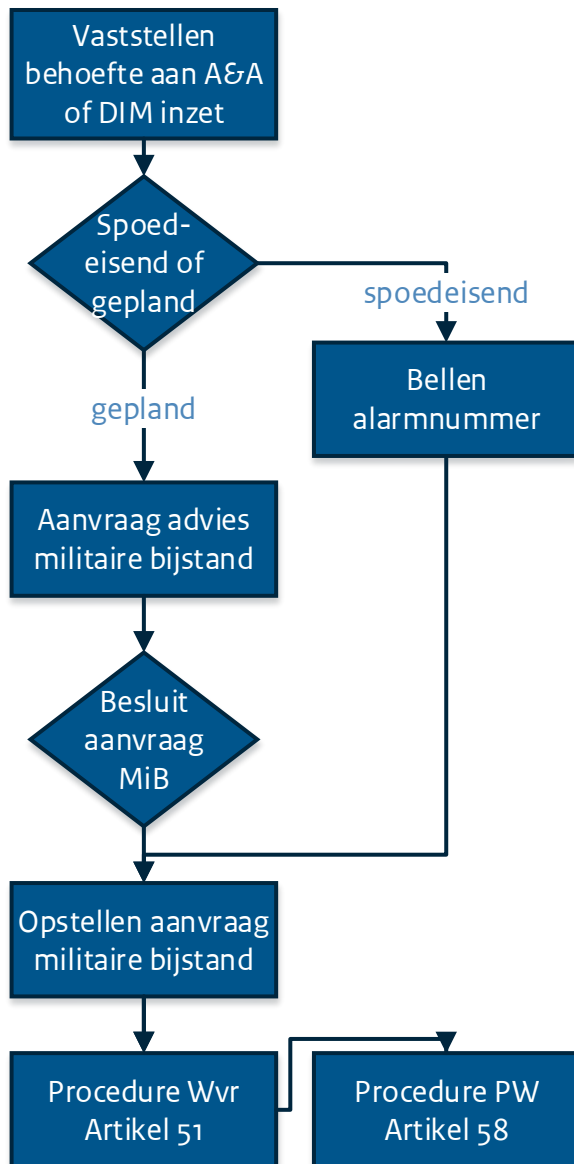 Vaststellen
behoefte aan A&A
of DIM inzet
Spoed-
eisend of
gepland
spoedeisend
Bellen
alarmnummer
gepland
Aanvraag advies
militaire bijstand
Besluit
aanvraag
MiB
Opstellen aanvraag
militaire bijstand
Procedure Wvr
Artikel 51
Procedure PW
Artikel 58